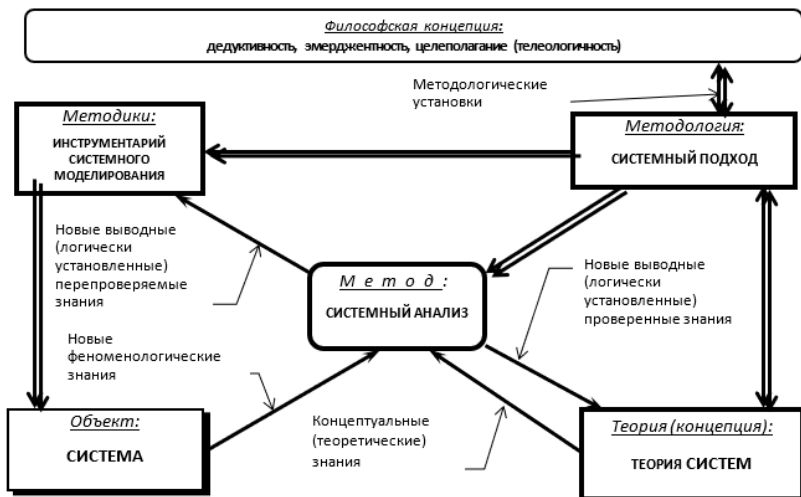 Философская концепция:
дедуктивность, эмерджентность, целеполагание (телеологичность)
Методологические
установки
Методики:
ИНСТРУМЕНТАРИЙ
СИСТЕМНОГО
МОДЕЛИРОВАНИЯ
Методология:
СИСТЕМНЫЙ ПОДХОД
Новые выводные
(логически
установленные)
перепроверяемые
знания
Метод:
СИСТЕМНЫЙ АНАЛИЗ
Новые выводные
(логически
установленные)
проверенные знания
Новые
феноменологические
знания
Объект:
СИСТЕМА
Концептуальные
(теоретические)
знания
Теория (концепция):
ТЕОРИЯ СИСТЕМ